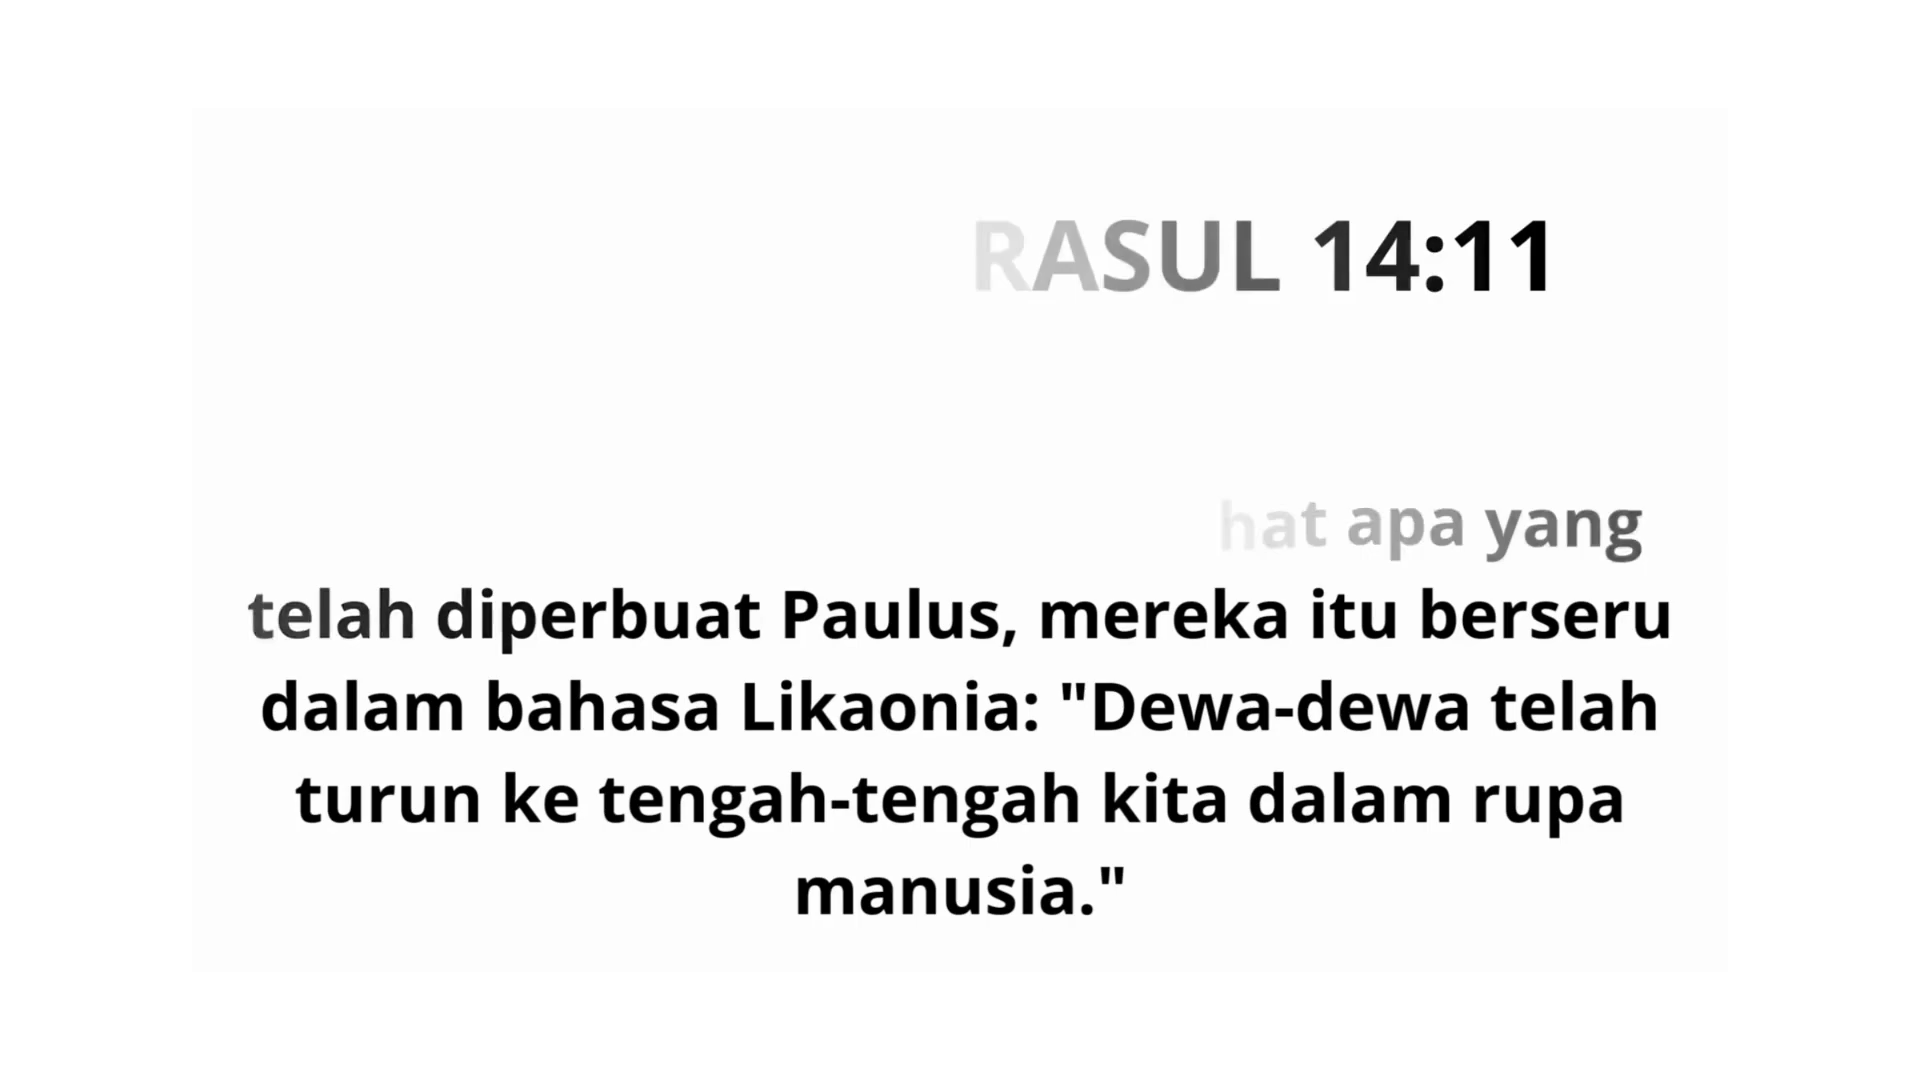 RASUL 14:11
hat apa yang
telah diperbuat Paulus, mereka itu berseru
dalam bahasa Likaonia: "Dewa-dewa telah
turun ke tengah-tengah kita dalam rupa
manusia."